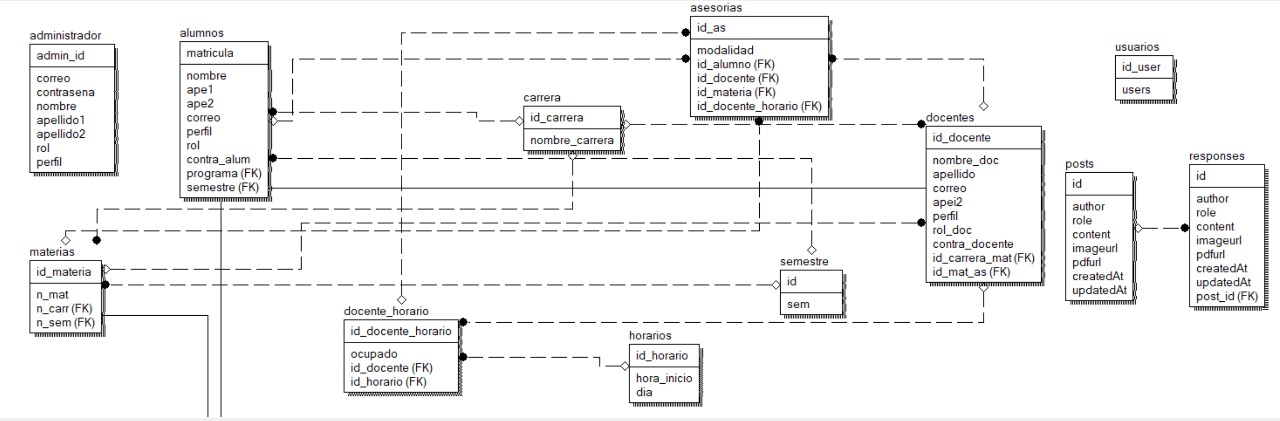 administrador
admin_id
correo
contrasena
nombre
apellido1
apellido2
rol
perfil
alumnos
matricula
nombre
ape1
ape2
correo
perfil
rol
contra_alum
programa (FK)
semestre (FK)
asesorias
id_as
modalidad
id_alumno (FK)
id_docente (FK)
id_materia (FK)
id_docente_horario (FK)
carrera
id_carrera
nombre_carrera
docentes
id_docente
nombre_doc
apellido
correo
apei2
perfil
rol_doc
contra_docente
id_carrera_mat (FK)
id_mat_as (FK)
usuarios
id_user
users
posts
id
author
role
content
imageurl
pdfurl
createdAt
updatedAt
responses
id
author
role
content
imageurl
pdfurl
createdAt
updatedAt
post_id (FK)
materias
id_materia
n_mat
n_carr (FK)
n_sem (FK)
semestre
id
sem
docente_horario
id_docente_horario
ocupado
id_docente (FK)
id_horario (FK)
horarios
id_horario
hora_inicio
dia